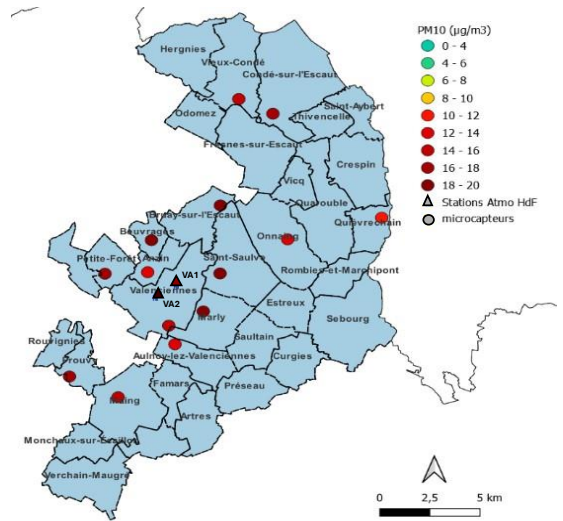 PM10 (µg/m3)
0 - 4
4 - 6
6 - 8
8 - 10
10 - 12
12 - 14
14 - 16
16 - 18
18 - 20
Stations Atmo HdF
microcapteurs
Hergnies
Vieux-Condé
Condé-sur-l'Escaut
Saint-Aybert
Thivencelle
Odomez
Fresnes-sur-Escaut
Crespin
Vicq
Quarouble
Bruay-sur-l'Escaut
Quiévrechain
Beuvrages
Onnaing
Petite-Forêt
Anzin
Saint-Saulve
Rombies-et-Marchipont
VA1
Valenciennes
VA2
Estreux
Marly
Sebourg
Rouvignies
Saultain
Prouvy
Aulnoy-lez-Valenciennes
Curgies
Famars
Préseau
Maing
Artres
Monchaux-sur-Écaillon
Verchain-Maugré
0 2,5 5 km